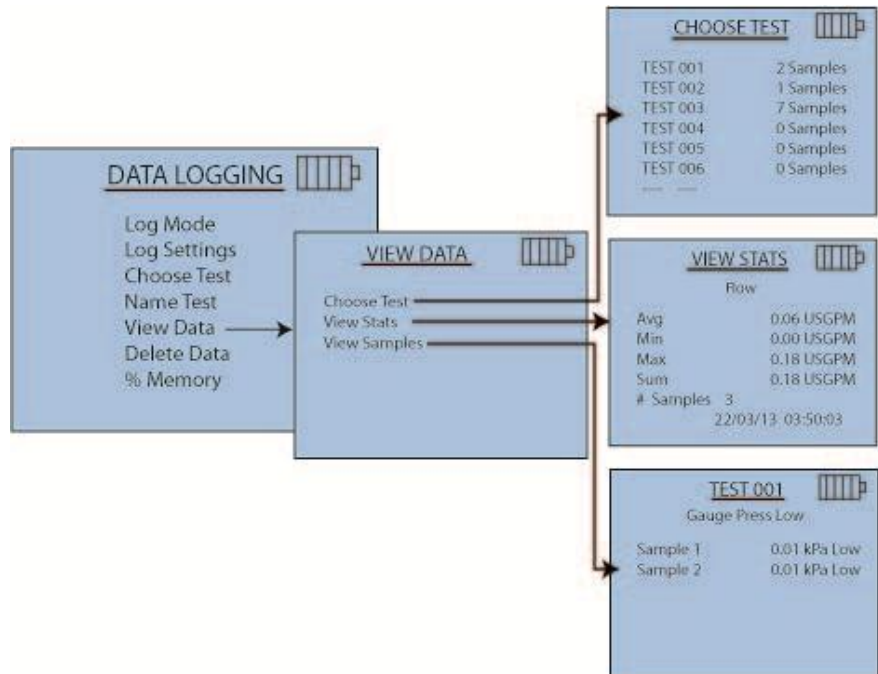 DATA LOGGING
Log Mode
Log Settings
Choose Test
Name Test
View Data
Delete Data
% Memory
VIEW DATA
Choose Test
View Stats
View Samples
CHOOSE TEST
TEST 001 2 Samples
TEST 002 1 Samples
TEST 003 7 Samples
TEST 004 0 Samples
TEST 005 0 Samples
TEST 006 0 Samples
VIEW STATS
Flow
Avg 0.06 USGPM
Min 0.00 USGPM
Max 0.18 USGPM
Sum 0.18 USGPM
# Samples 3
22/03/13 03:50:03
TEST 001
Gauge Press Low
Sample 1 0.01 kPa Low
Sample 2 0.01 kPa Low